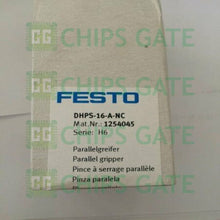 CHIPS GATE
FESTO
DHPS-16-A-NC
Mat.Nr.: 1254045
Serie: H6
Parallelgreifer
Parallel gripper
Pince à serrage parallèle
Pinza paralela